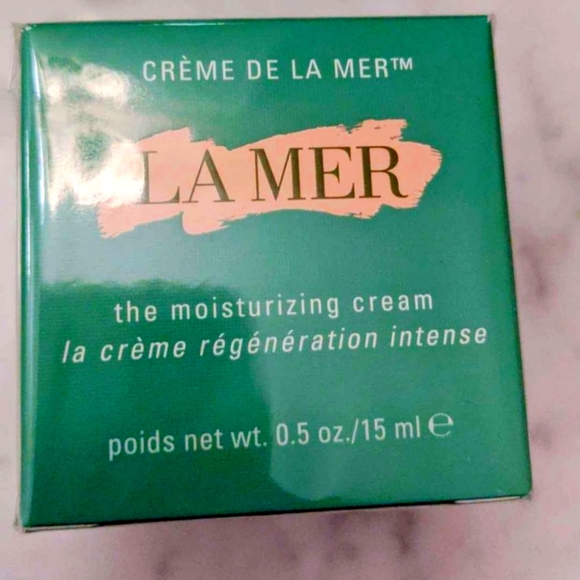 CRÈME DE LA MER™
LA MER
the moisturizing cream
la crème régénération intense
poids net wt. 0.5 oz./15 ml ℮